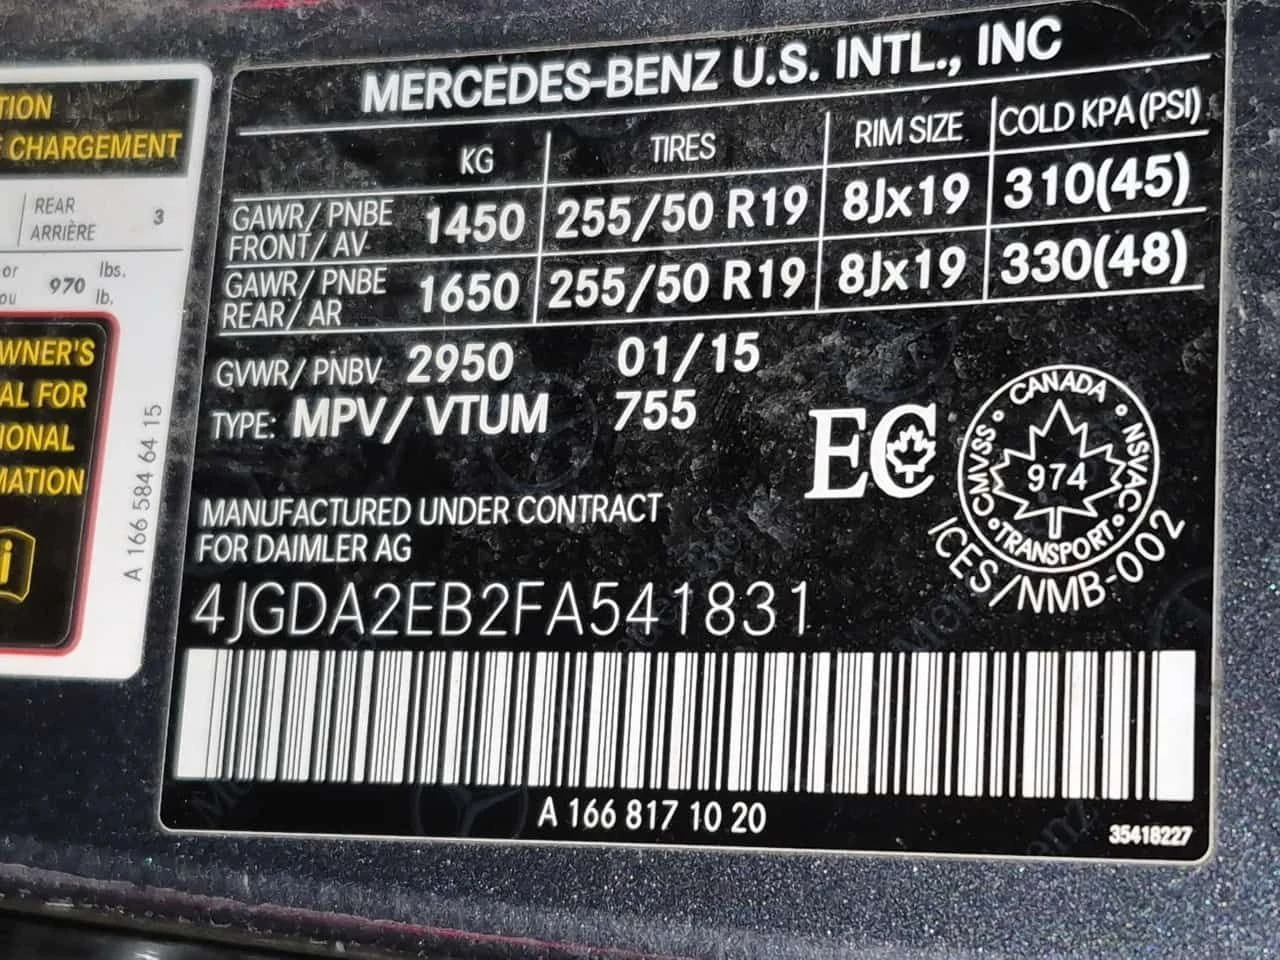 TION
CHARGEMENT
REAR
ARRIÈRE
3
or
ou
970
lbs.
lb.
WNER'S
AL FOR
IONAL
MATION
i
A 166 584 64 15
MERCEDES-BENZ U.S. INTL., INC
KG TIRES RIM SIZE COLD KPA (PSI)
GAWR/ PNBE 1450 255/50 R19 8Jx19 310(45)
FRONT/ AV
GAWR/ PNBE 1650 255/50 R19 8Jx19 330(48)
REAR/ AR
GVWR/ PNBV 2950 01/15
TYPE: MPV/ VTUM 755
EC
CANADA
CMVSS NSVAC
974
TRANSPORT
ICES/NMB-002
MANUFACTURED UNDER CONTRACT
FOR DAIMLER AG
4JGDA2EB2FA541831
A 166 817 10 20
35418227